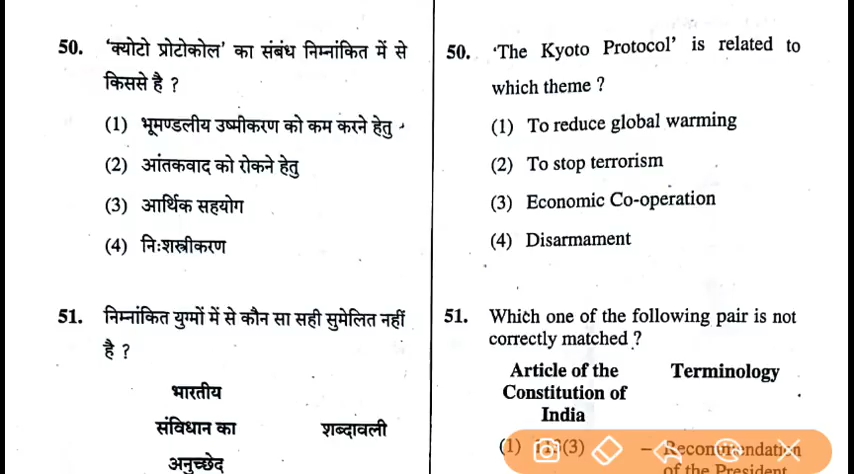 50. 'क्योटो प्रोटोकोल' का संबंध निम्नांकित में से
किससे है ?
(1) भूमण्डलीय उष्मीकरण को कम करने हेतु
(2) आंतकवाद को रोकने हेतु
(3) आर्थिक सहयोग
(4) निःशस्त्रीकरण
51. निम्नांकित युग्मों में से कौन सा सही सुमेलित नहीं
है ?
भारतीय
संविधान का शब्दावली
अनुच्छेद
50. 'The Kyoto Protocol' is related to
which theme ?
(1) To reduce global warming
(2) To stop terrorism
(3) Economic Co-operation
(4) Disarmament
51. Which one of the following pair is not
correctly matched ?
Article of the Terminology
Constitution of
India
(1) (3) – Recommendation
of the President